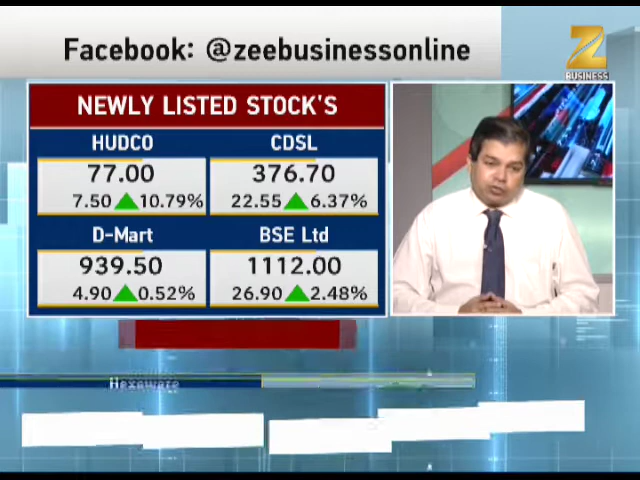 Facebook: @zeebusinessonline
Z
BUSINESS
NEWLY LISTED STOCK'S
HUDCO
CDSL
77.00
376.70
7.50 ▲ 10.79%
22.55 ▲ 6.37%
D-Mart
BSE Ltd
939.50
1112.00
4.90 ▲ 0.52%
26.90 ▲ 2.48%
Hexaware